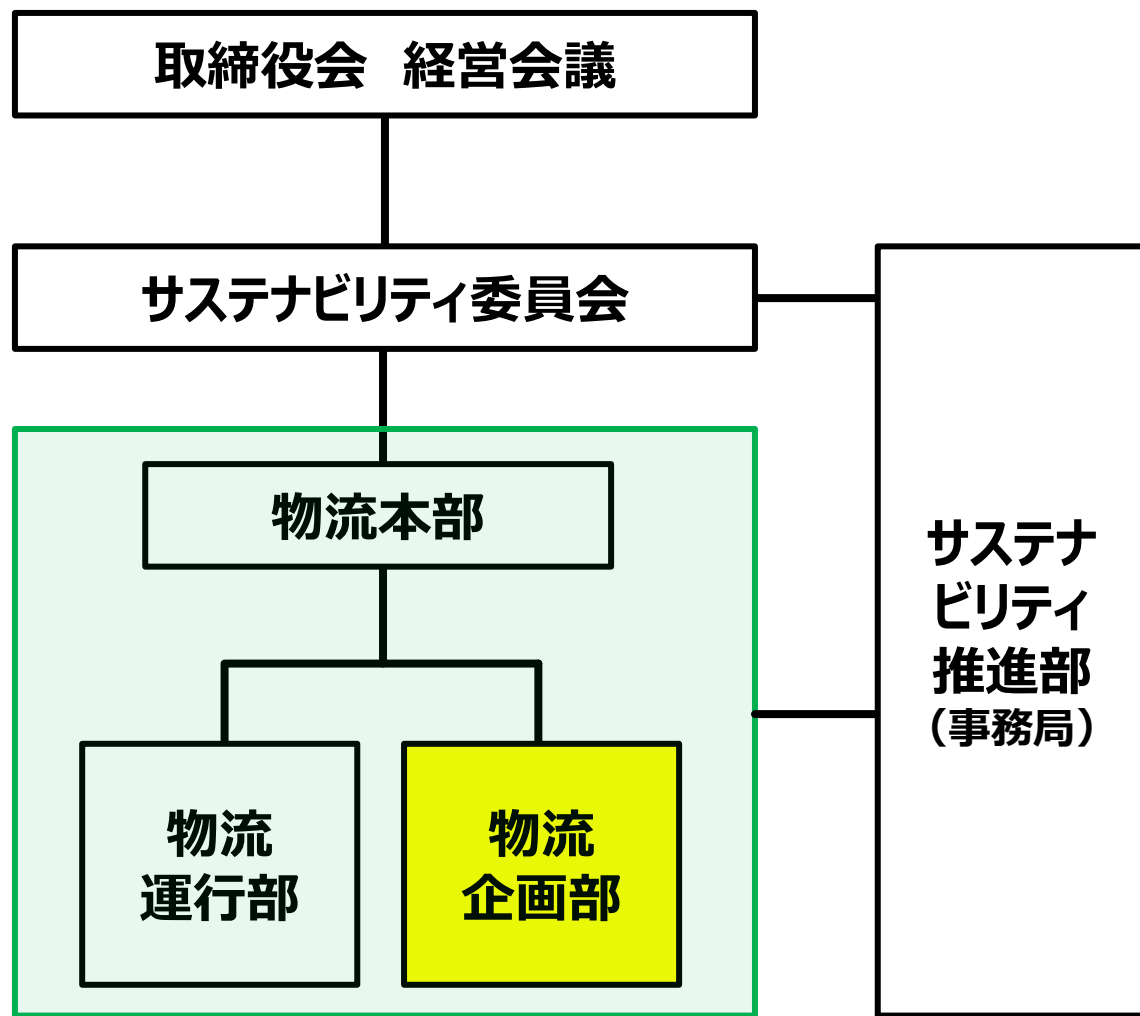 取締役会　経営会議
サステナビリティ委員会
物流本部
物流
運行部
物流
企画部
サステナ
ビリティ
推進部
（事務局）